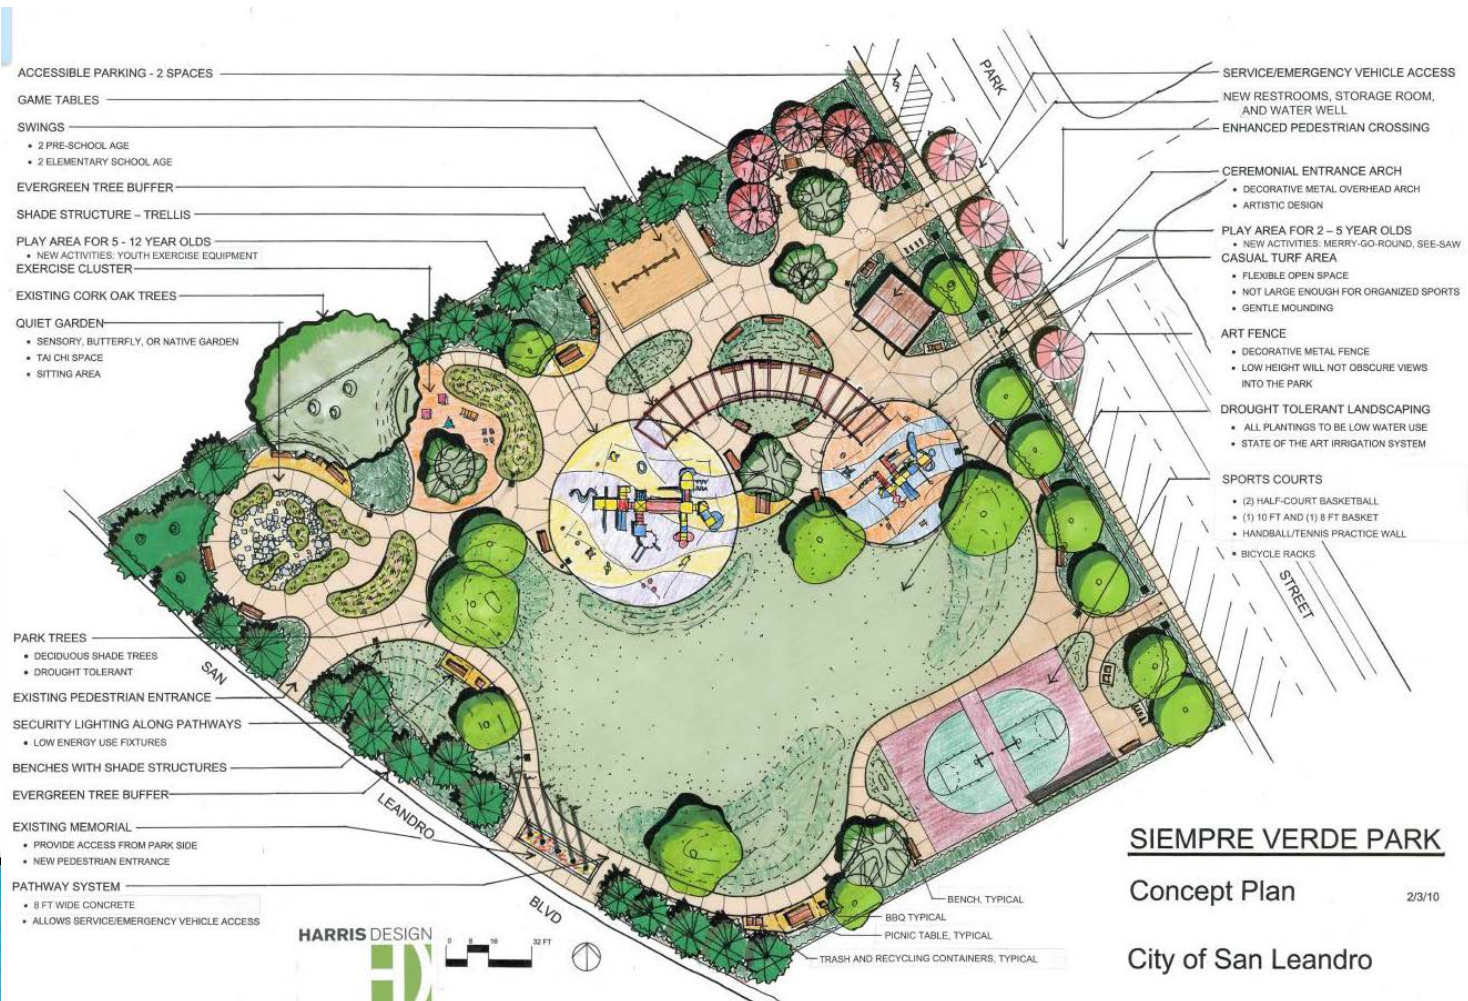 ACCESSIBLE PARKING - 2 SPACES
GAME TABLES
SWINGS
• 2 PRE-SCHOOL AGE
• 2 ELEMENTARY SCHOOL AGE
EVERGREEN TREE BUFFER
SHADE STRUCTURE – TRELLIS
PLAY AREA FOR 5 - 12 YEAR OLDS
• NEW ACTIVITIES: YOUTH EXERCISE EQUIPMENT
EXERCISE CLUSTER
EXISTING CORK OAK TREES
QUIET GARDEN
• SENSORY, BUTTERFLY, OR NATIVE GARDEN
• TAI CHI SPACE
• SITTING AREA
PARK TREES
• DECIDUOUS SHADE TREES
• DROUGHT TOLERANT
EXISTING PEDESTRIAN ENTRANCE
SECURITY LIGHTING ALONG PATHWAYS
• LOW ENERGY USE FIXTURES
BENCHES WITH SHADE STRUCTURES
EVERGREEN TREE BUFFER
EXISTING MEMORIAL
• PROVIDE ACCESS FROM PARK SIDE
• NEW PEDESTRIAN ENTRANCE
PATHWAY SYSTEM
• 8 FT WIDE CONCRETE
• ALLOWS SERVICE/EMERGENCY VEHICLE ACCESS
SAN
LEANDRO
BLVD
HARRIS DESIGN
HD
0 8 16 32 FT
PARK
STREET
SERVICE/EMERGENCY VEHICLE ACCESS
NEW RESTROOMS, STORAGE ROOM,
AND WATER WELL
ENHANCED PEDESTRIAN CROSSING
CEREMONIAL ENTRANCE ARCH
• DECORATIVE METAL OVERHEAD ARCH
• ARTISTIC DESIGN
PLAY AREA FOR 2 – 5 YEAR OLDS
• NEW ACTIVITIES: MERRY-GO-ROUND, SEE-SAW
CASUAL TURF AREA
• FLEXIBLE OPEN SPACE
• NOT LARGE ENOUGH FOR ORGANIZED SPORTS
• GENTLE MOUNDING
ART FENCE
• DECORATIVE METAL FENCE
• LOW HEIGHT WILL NOT OBSCURE VIEWS
INTO THE PARK
DROUGHT TOLERANT LANDSCAPING
• ALL PLANTINGS TO BE LOW WATER USE
• STATE OF THE ART IRRIGATION SYSTEM
SPORTS COURTS
• (2) HALF-COURT BASKETBALL
• (1) 10 FT AND (1) 8 FT BASKET
• HANDBALL/TENNIS PRACTICE WALL
• BICYCLE RACKS
BENCH, TYPICAL
BBQ TYPICAL
PICNIC TABLE, TYPICAL
TRASH AND RECYCLING CONTAINERS, TYPICAL
SIEMPRE VERDE PARK
Concept Plan 2/3/10
City of San Leandro